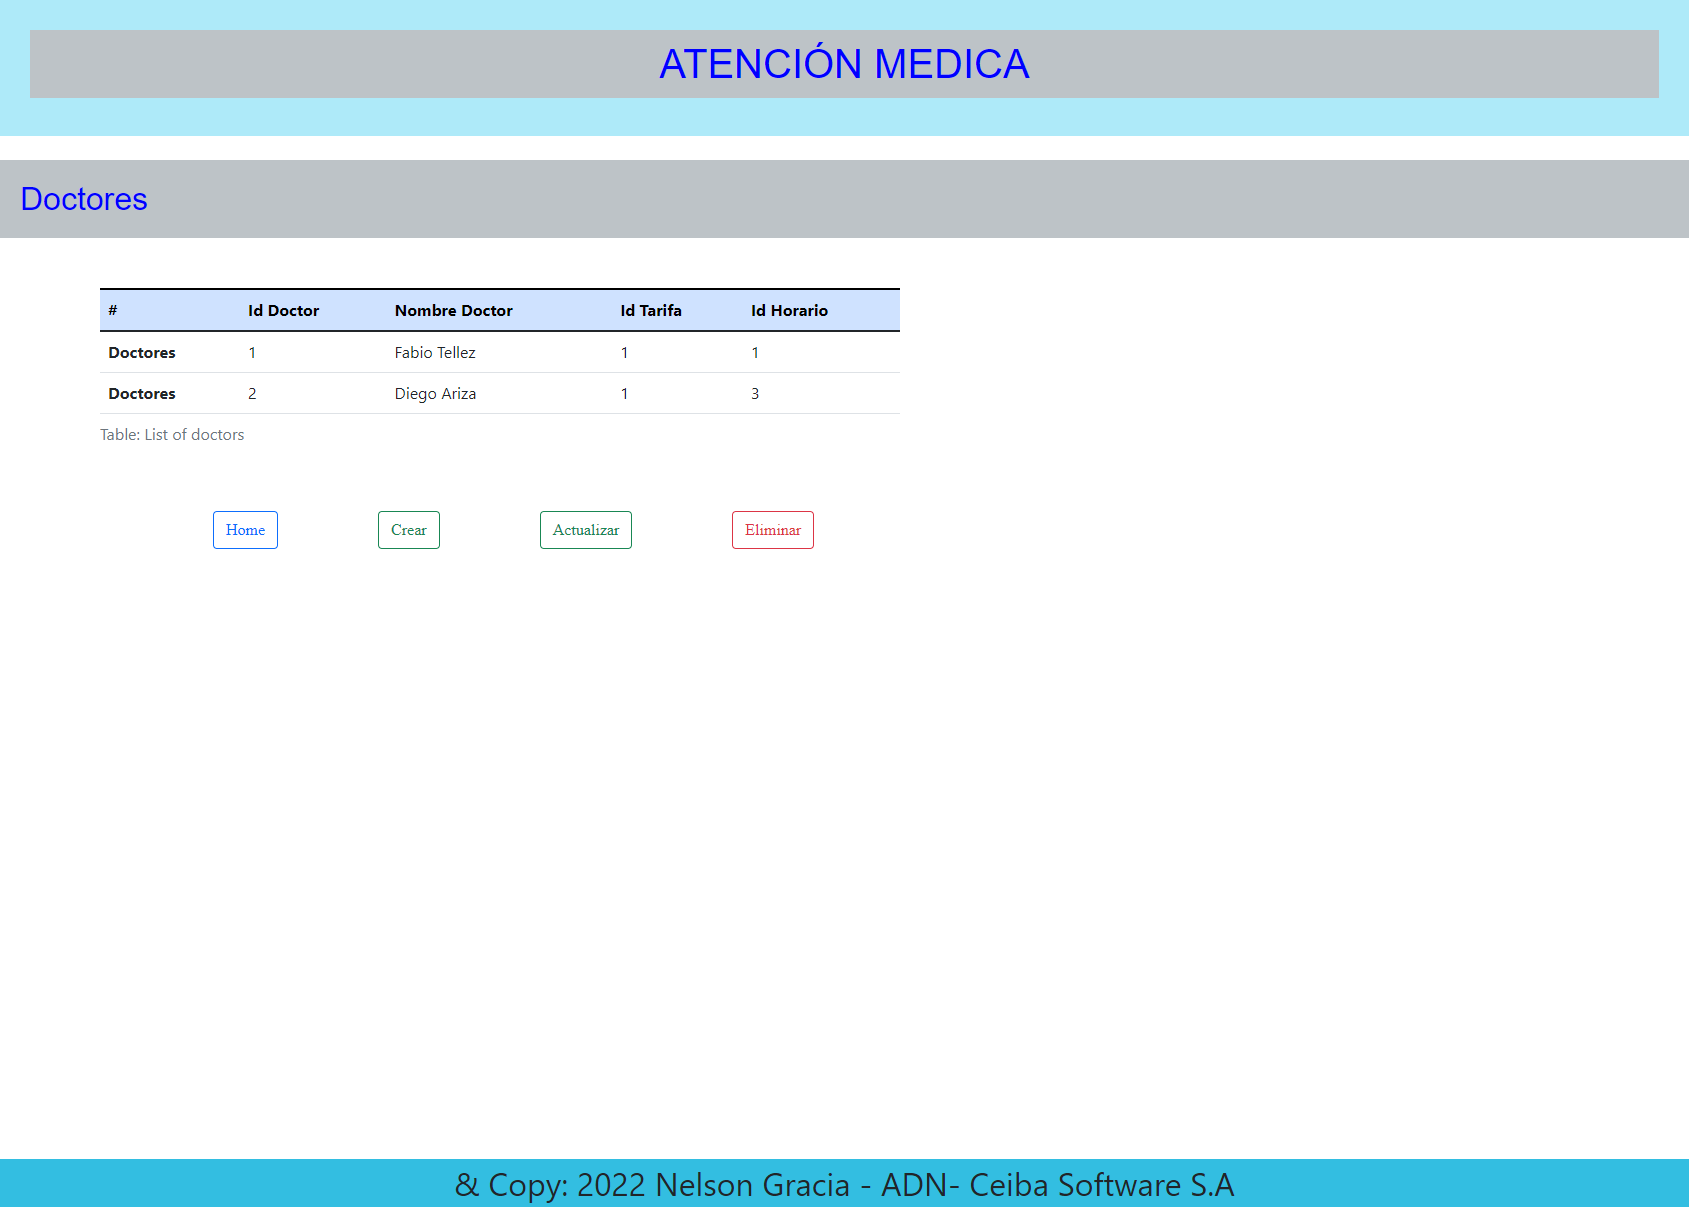 ATENCIÓN MEDICA
Doctores
# Id Doctor Nombre Doctor Id Tarifa Id Horario
Doctores 1 Fabio Tellez 1 1
Doctores 2 Diego Ariza 1 3
Table: List of doctors
Home Crear Actualizar Eliminar
& Copy: 2022 Nelson Gracia - ADN- Ceiba Software S.A